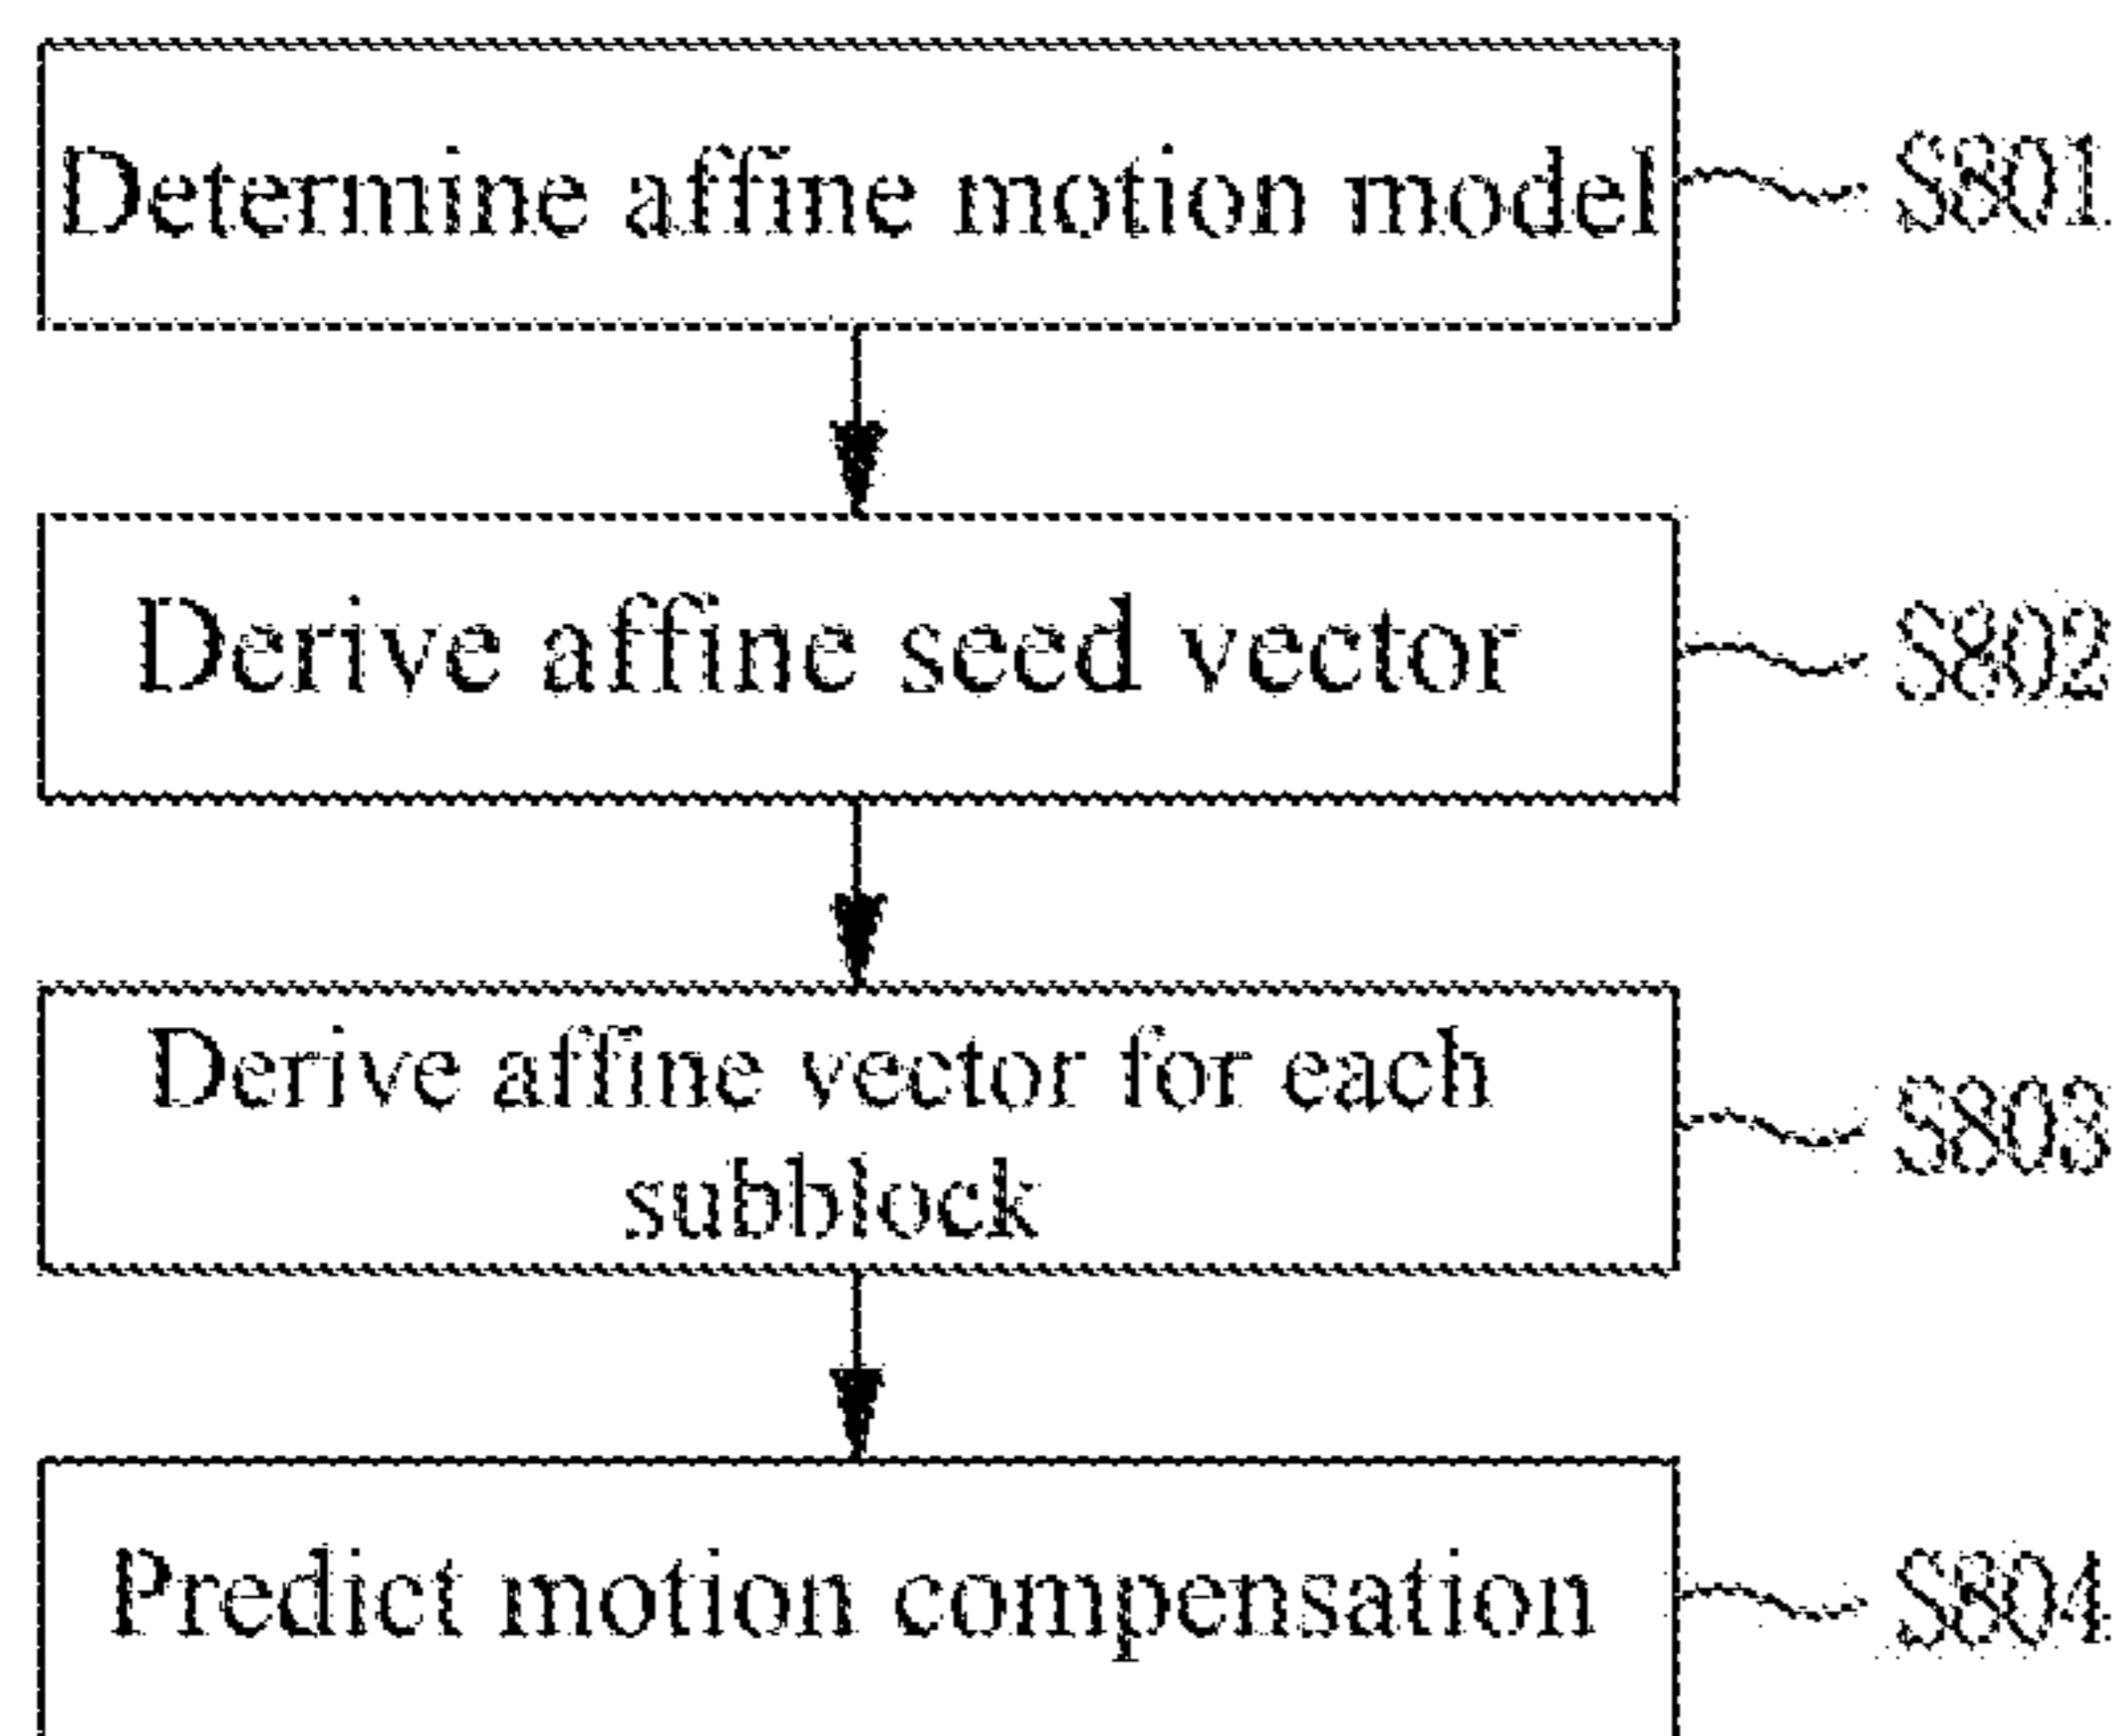 Determine affine motion model S801
Derive affine seed vector S802
Derive affine vector for each
subblock
S803
Predict motion compensation S804